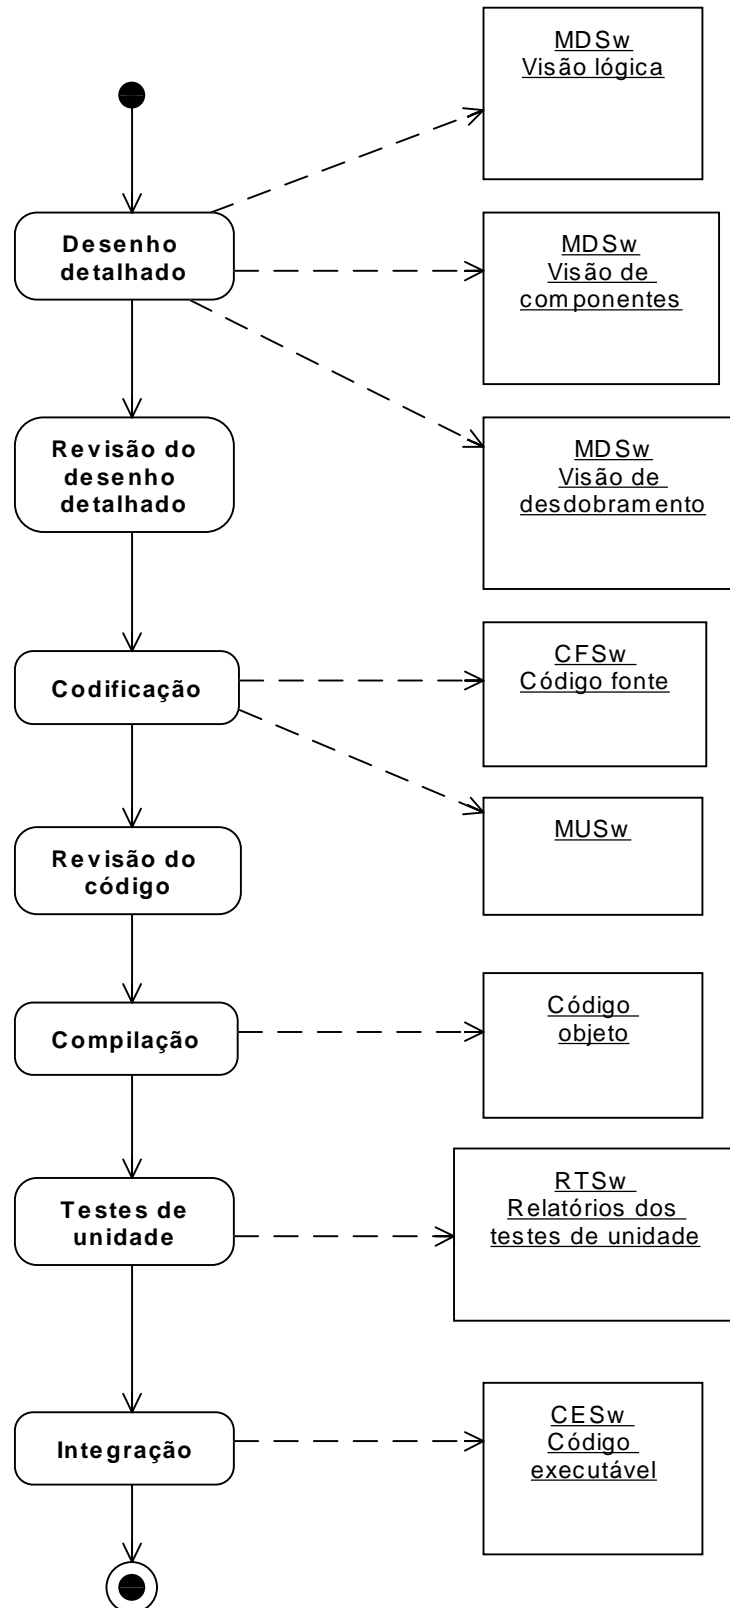 MDSw
Visão lógica
Desenho
detalhado
MDSw
Visão de
componentes
Revisão do
desenho
detalhado
MDSw
Visão de
desdobramento
Codificação
CFSw
Código fonte
MUSw
Revisão do
código
Compilação
Código
objeto
Testes de
unidade
RTSw
Relatórios dos
testes de unidade
Integração
CESw
Código
executável